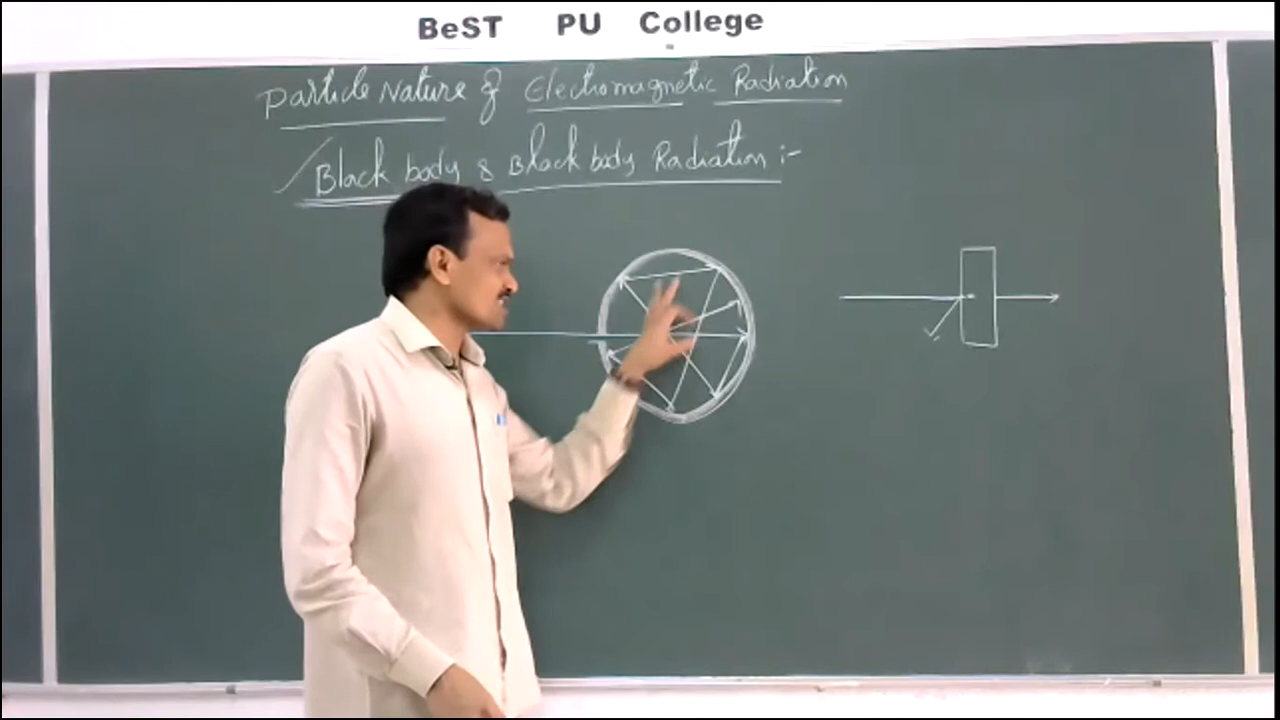 BeST PU College
Particle Nature of Electromagnetic Radiation
Black body & Black body Radiation :-